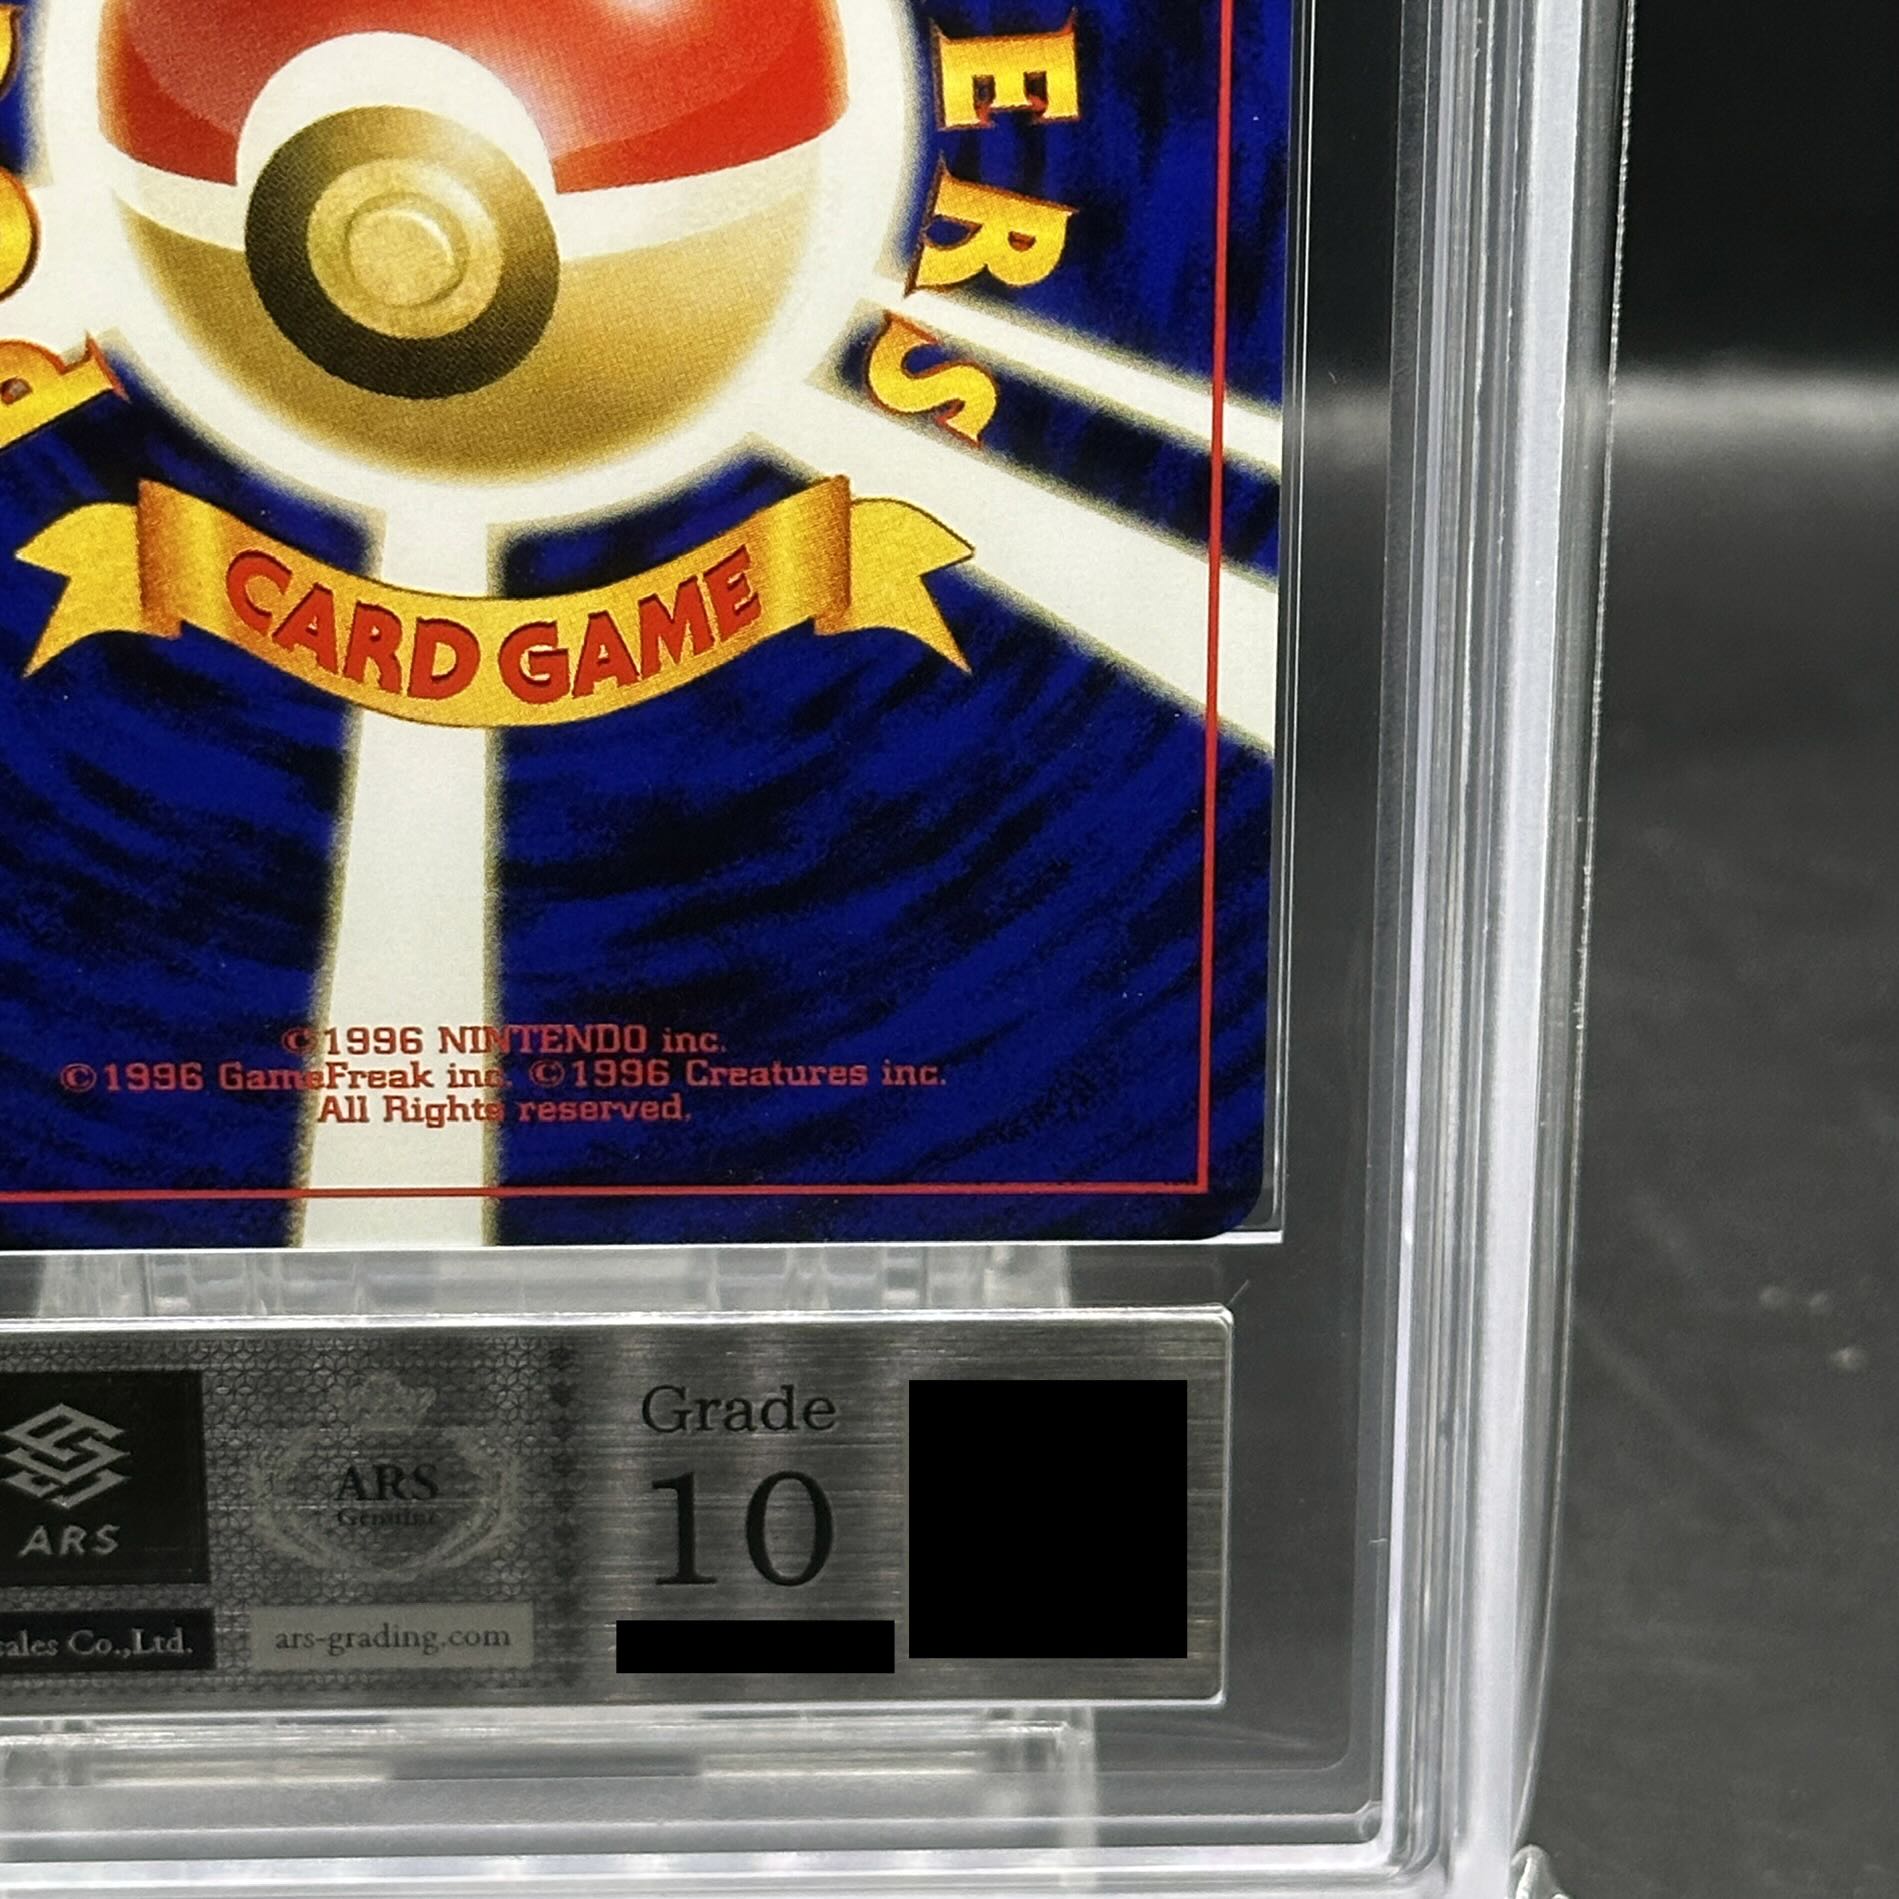 ERS
CARD GAME
©1996 NINTENDO inc.
©1996 GameFreak inc. ©1996 Creatures inc.
All Rights reserved.
ARS
ARS
Genuine
Grade
10
sales Co.,Ltd.
ars-grading.com